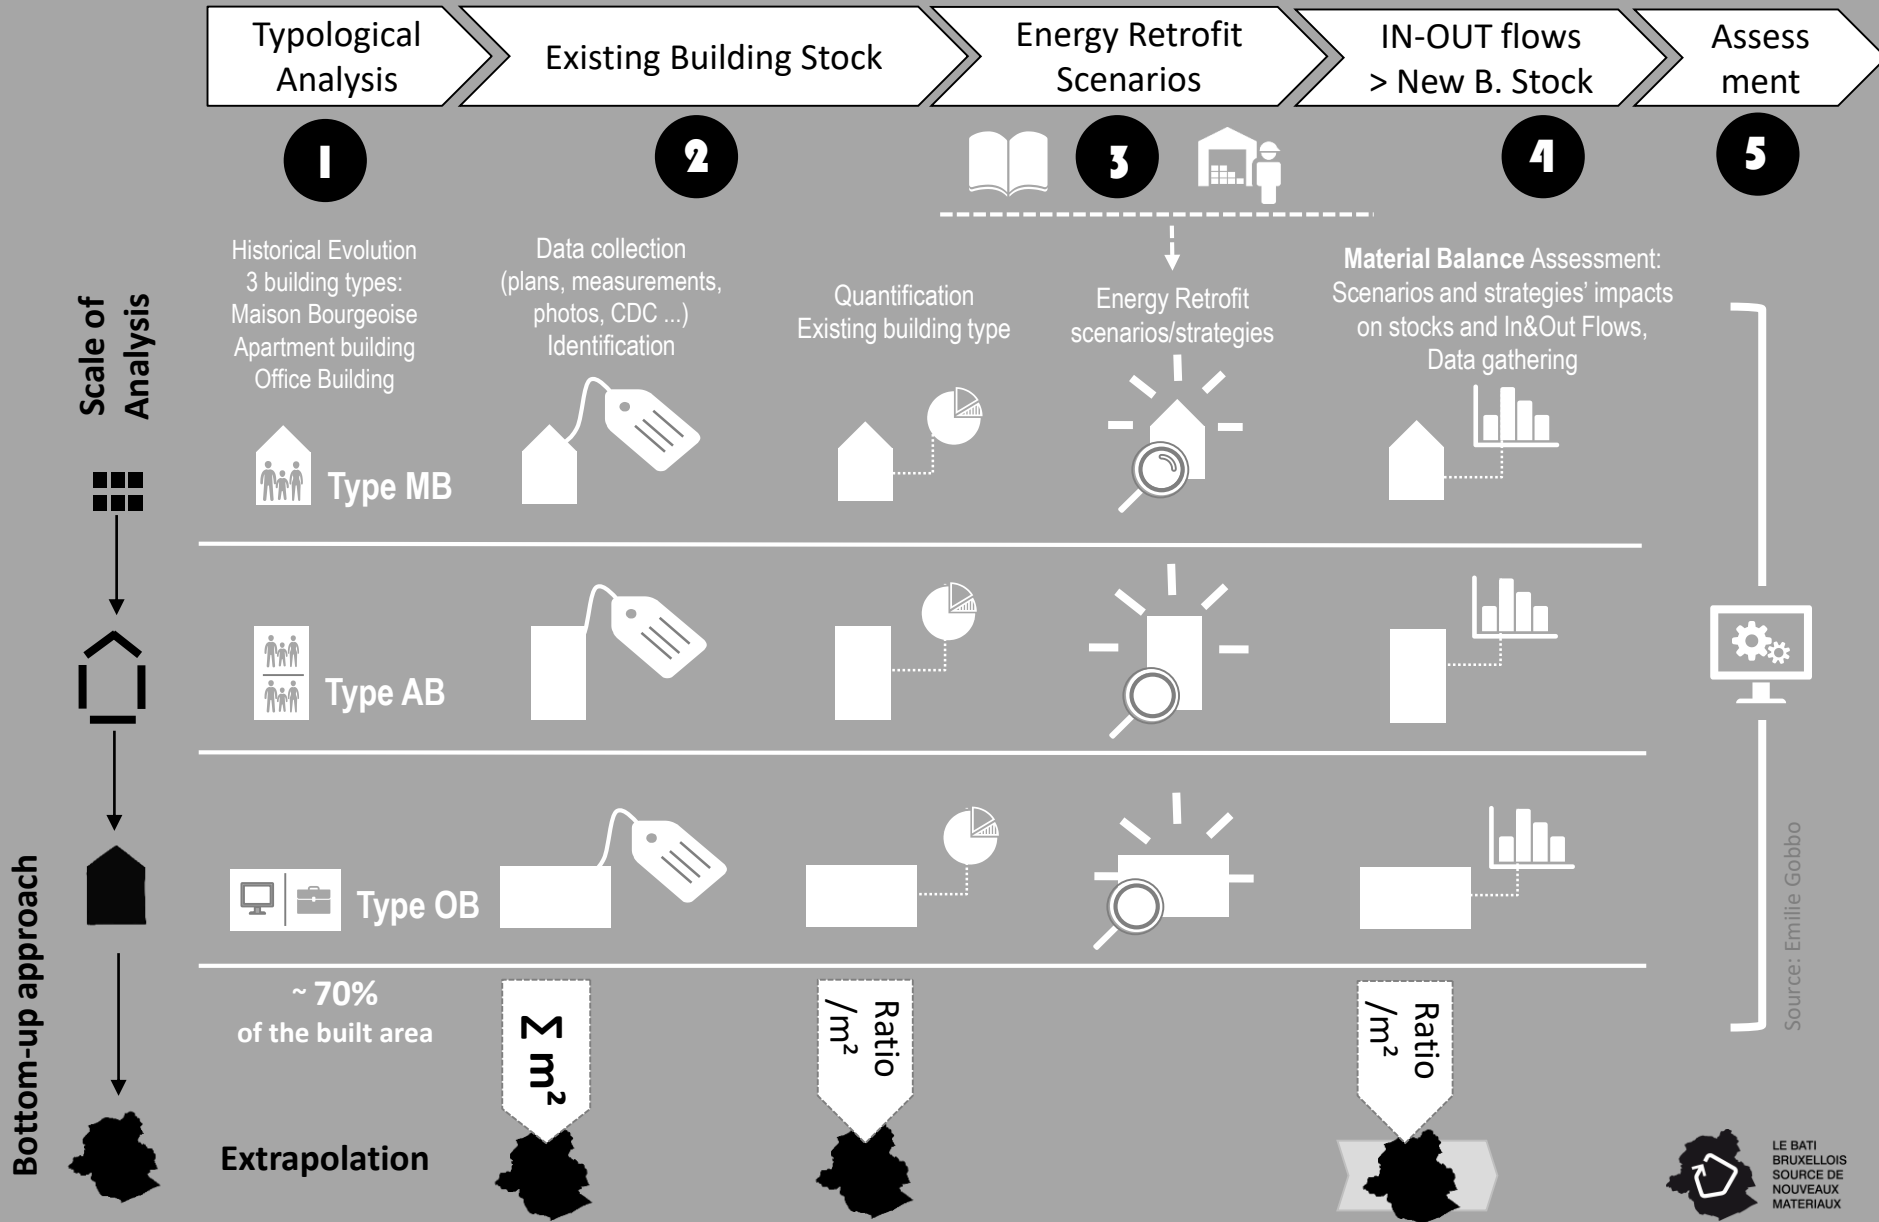 Typological
Analysis
Existing Building Stock
Energy Retrofit
Scenarios
IN-OUT flows
> New B. Stock
Assess
ment
1
2
3
4
5
Scale of
Analysis
Historical Evolution
3 building types:
Maison Bourgeoise
Apartment building
Office Building
Data collection
(plans, measurements,
photos, CDC ...)
Identification
Quantification
Existing building type
Energy Retrofit
scenarios/strategies
Material Balance Assessment:
Scenarios and strategies' impacts
on stocks and In&Out Flows,
Data gathering
Type MB
Type AB
Type OB
Bottom-up approach
~ 70%
of the built area
Σ m²
Ratio
/m²
Ratio
/m²
Extrapolation
Source: Emilie Gobbo
LE BATI
BRUXELLOIS
SOURCE DE
NOUVEAUX
MATERIAUX